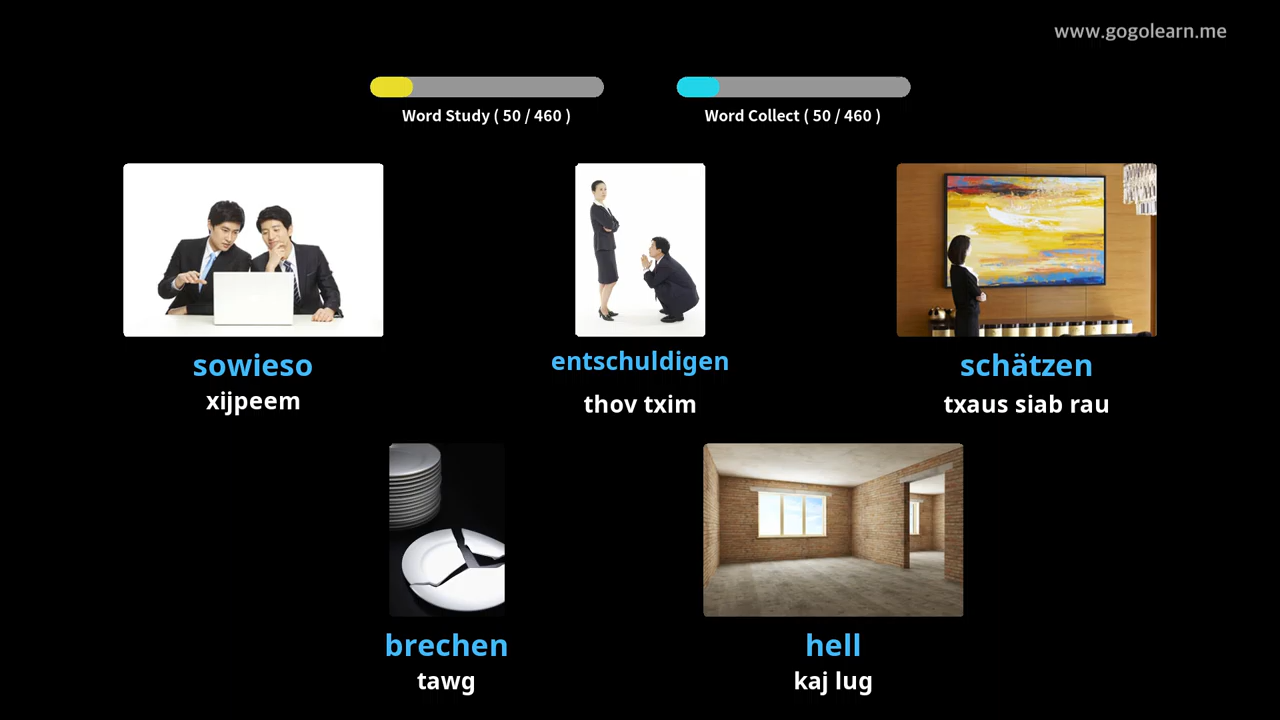 www.gogolearn.me
Word Study ( 50 / 460 )
Word Collect ( 50 / 460 )
sowieso
xijpeem
entschuldigen
thov txim
schätzen
txaus siab rau
brechen
tawg
hell
kaj lug